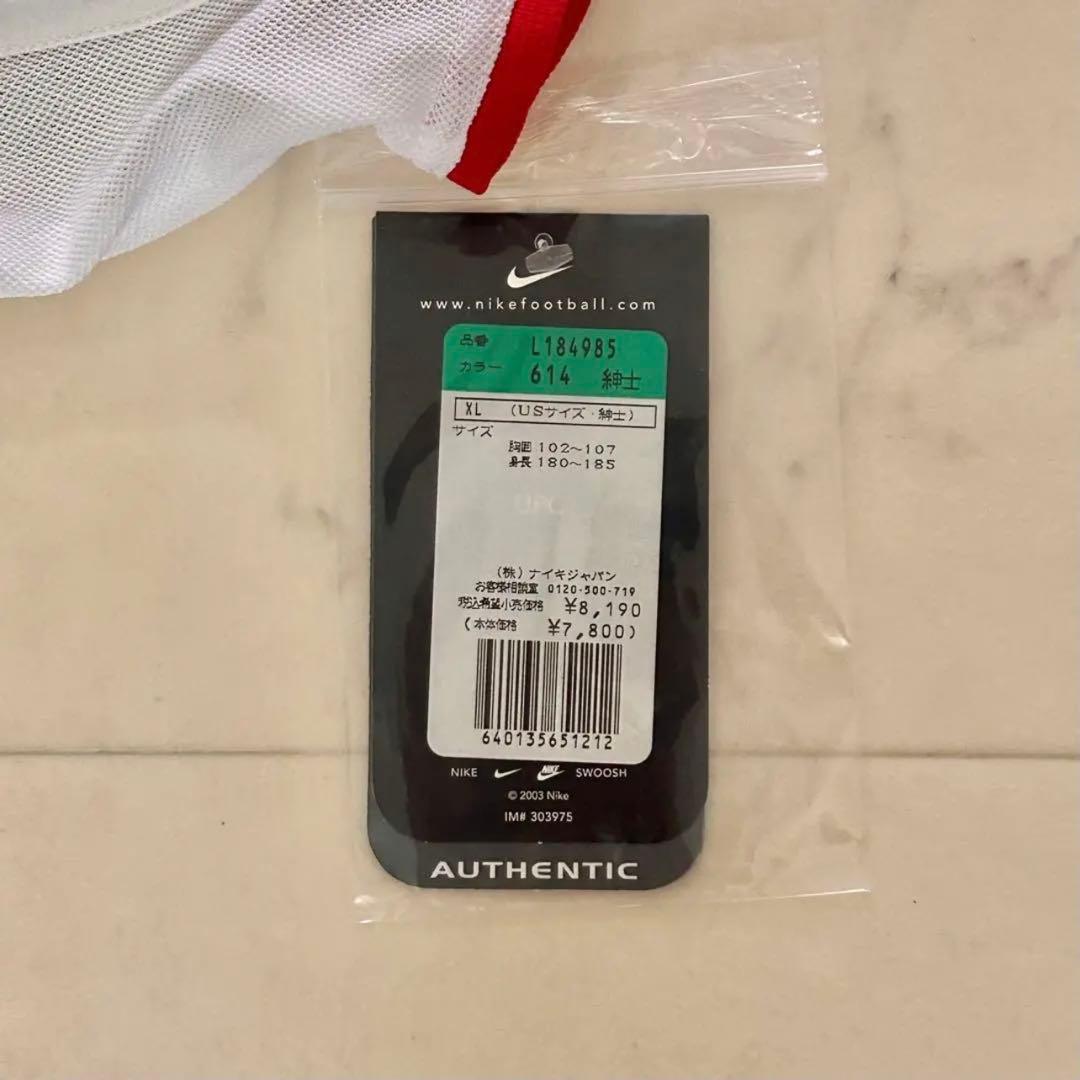 www.nikefootball.com
品番 L184985
カラー 614 紳士
XL (USサイズ・紳士)
サイズ
胸囲 102～107
身長 180～185
UPC
(株)ナイキジャパン
お客様相談室 0120-500-719
税込希望小売価格 ¥8,190
(本体価格 ¥7,800)
640135651212
NIKE NIKE SWOOSH
© 2003 Nike
IM# 303975
AUTHENTIC